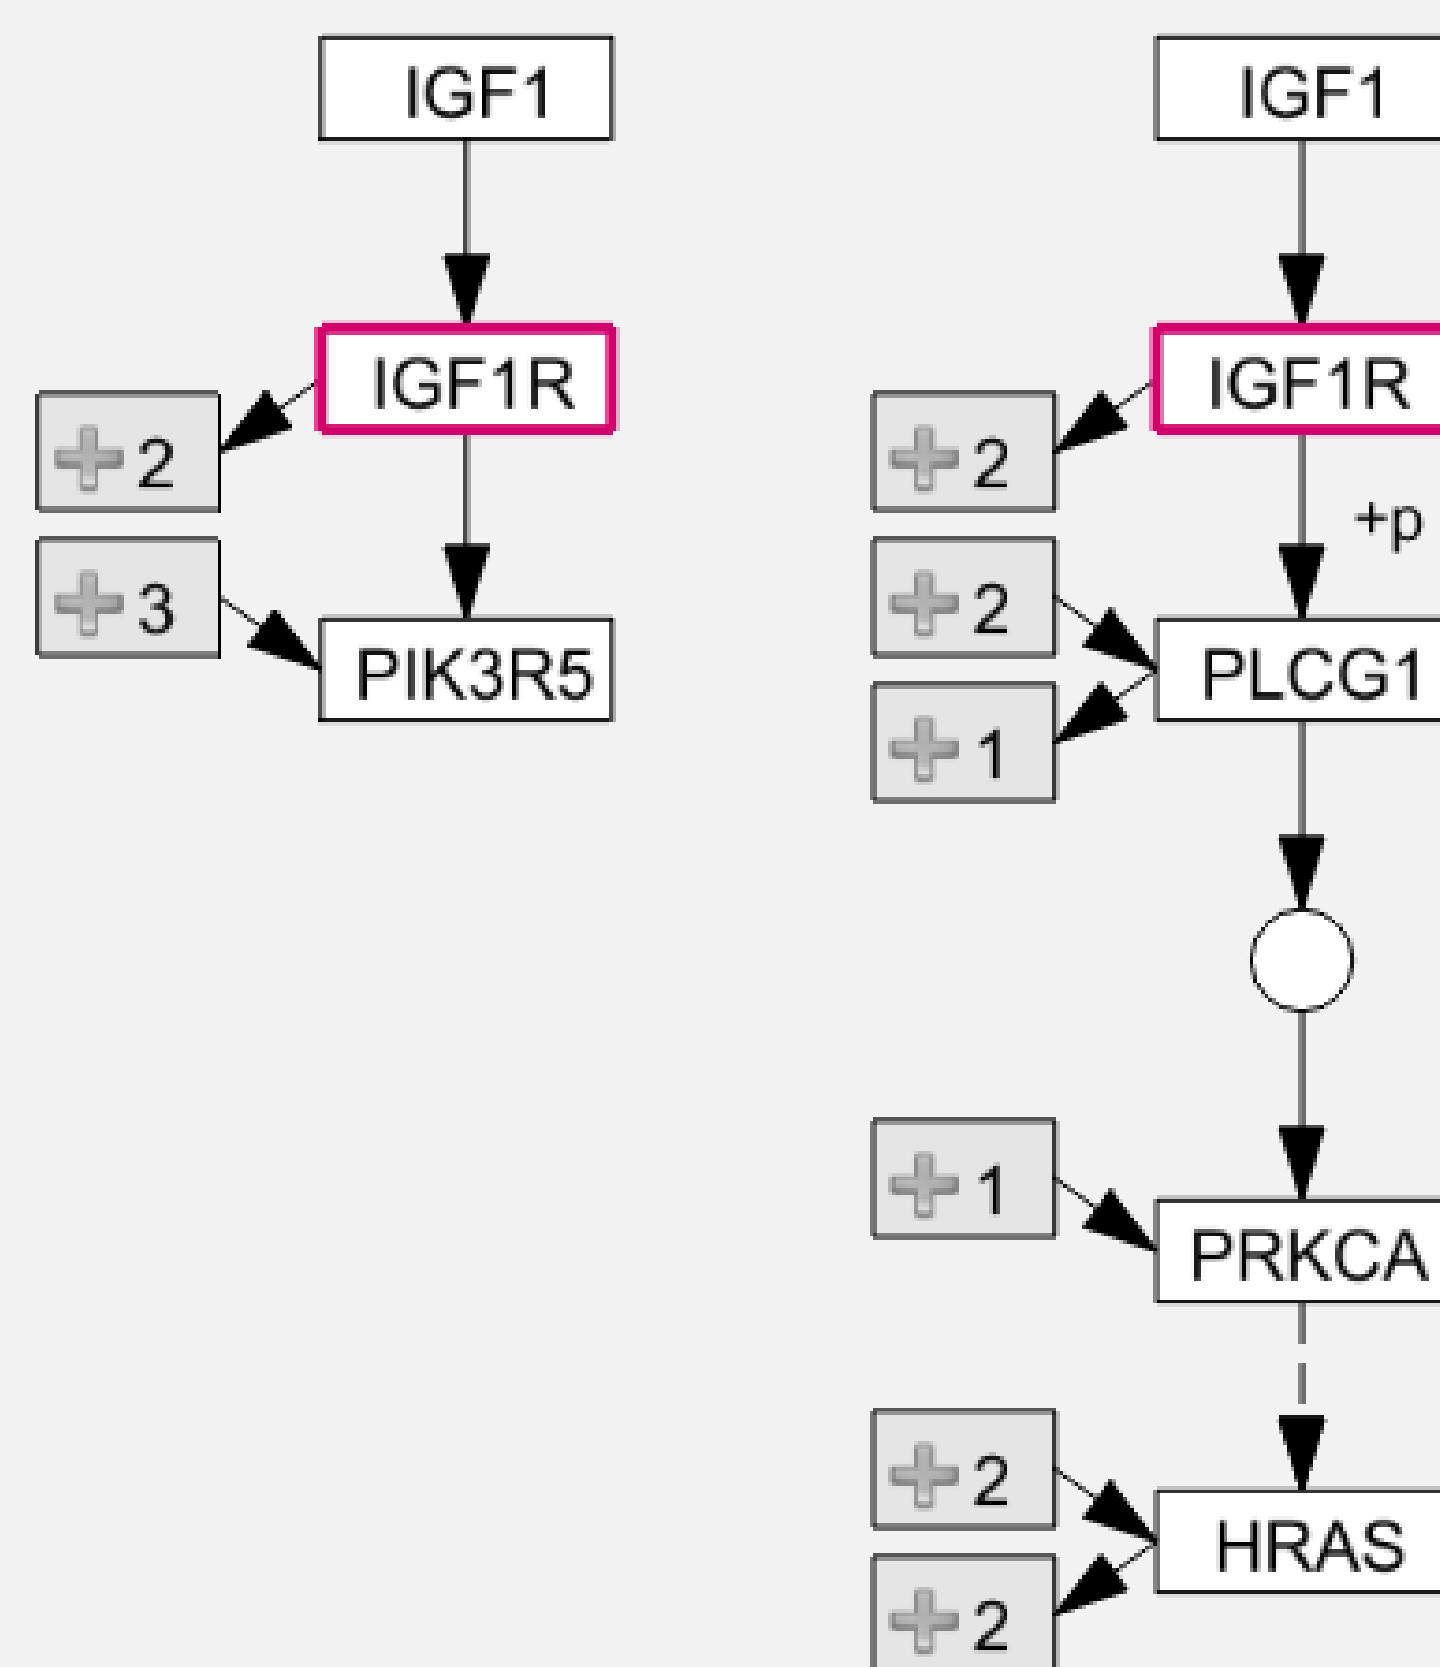 IGF1
IGF1R
+ 2
+ 3
PIK3R5
IGF1
IGF1R
+ 2
+p
+ 2
PLCG1
+ 1
+ 1
PRKCA
+ 2
HRAS
+ 2